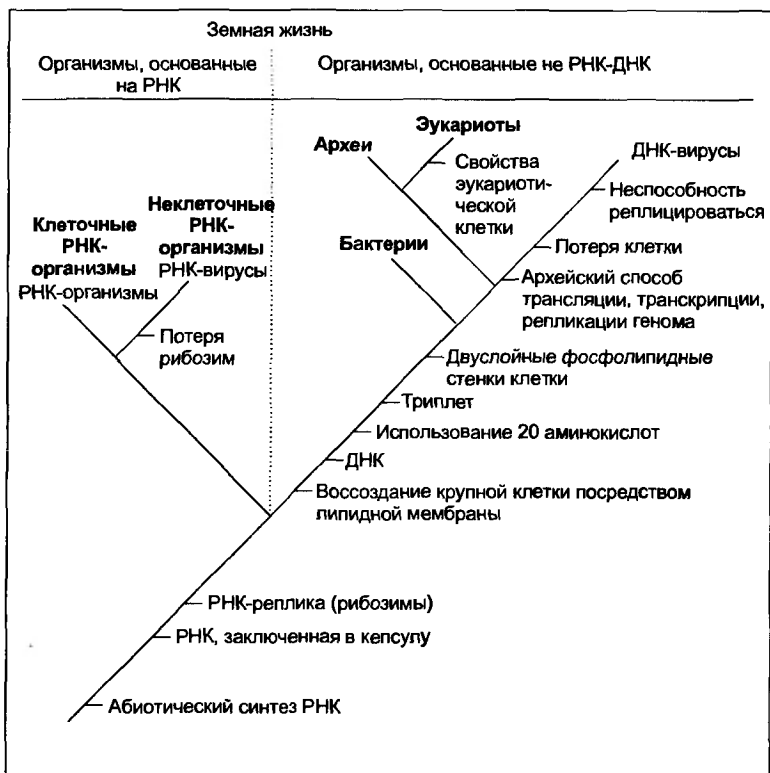 Земная жизнь
Организмы, основанные
на РНК
Организмы, основанные не РНК-ДНК
Эукариоты
Археи
Свойства
эукариоти-
ческой
клетки
ДНК-вирусы
Неспособность
реплицироваться
Неклеточные
РНК-
организмы
РНК-вирусы
Клеточные
РНК-
организмы
РНК-организмы
Бактерии
Потеря клетки
Архейский способ
трансляции, транскрипции,
репликации генома
Потеря
рибозим
Двуслойные фосфолипидные
стенки клетки
Триплет
Использование 20 аминокислот
ДНК
Воссоздание крупной клетки посредством
липидной мембраны
РНК-реплика (рибозимы)
РНК, заключенная в кепсулу
Абиотический синтез РНК